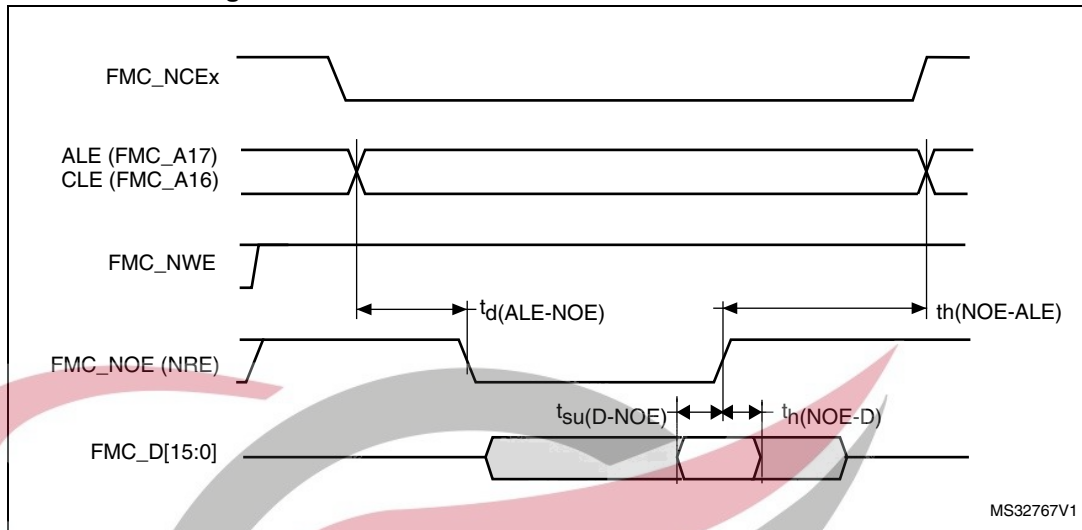 FMC_NCEx
ALE (FMC_A17)
CLE (FMC_A16)
FMC_NWE
td(ALE-NOE)
th(NOE-ALE)
FMC_NOE (NRE)
tsu(D-NOE)
th(NOE-D)
FMC_D[15:0]
MS32767V1